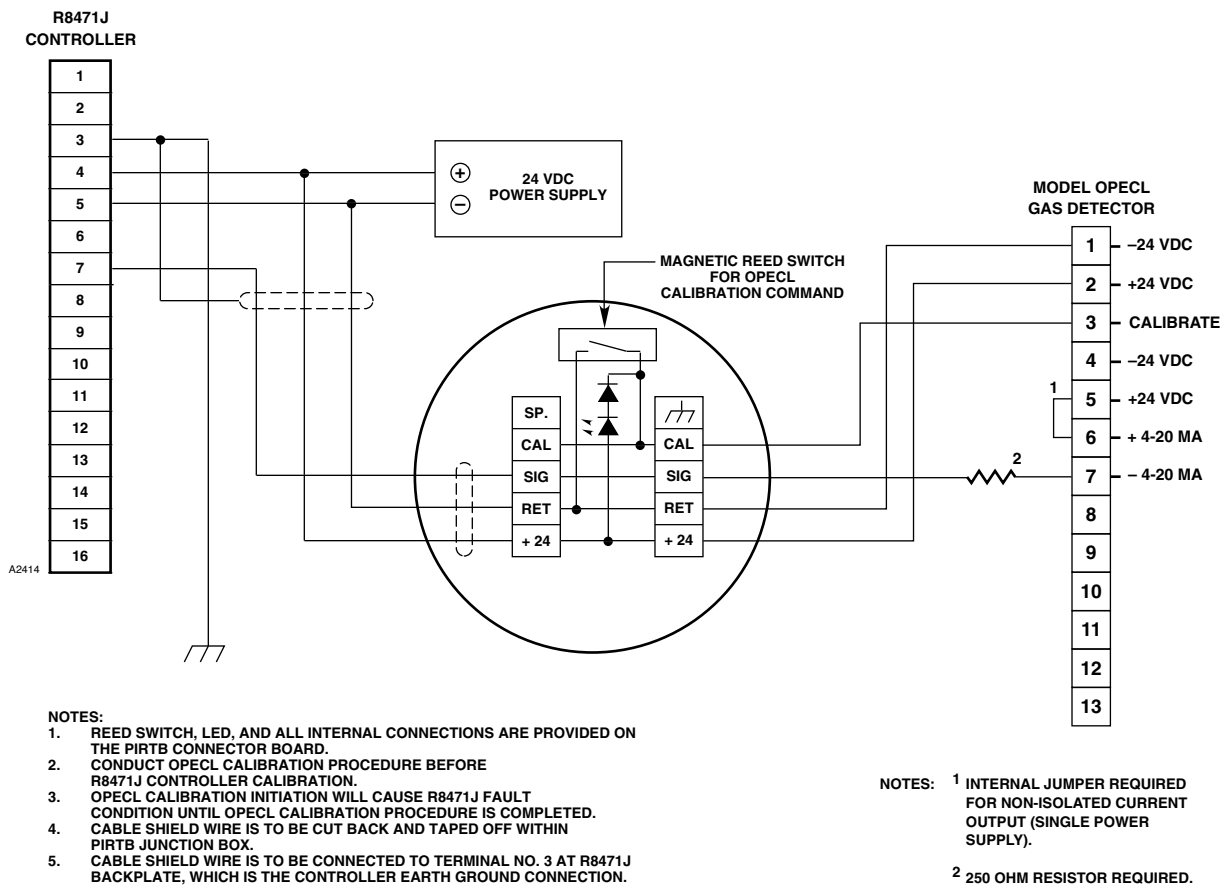 R8471J
CONTROLLER
1
2
3
4
5
6
7
8
9
10
11
12
13
14
15
16
A2414
+
−
24 VDC
POWER SUPPLY
MAGNETIC REED SWITCH
FOR OPECL
CALIBRATION COMMAND
SP.
CAL
SIG
RET
+ 24
CAL
SIG
RET
+ 24
2
MODEL OPECL
GAS DETECTOR
1 –24 VDC
2 +24 VDC
3 CALIBRATE
4 –24 VDC
1
5 +24 VDC
6 + 4-20 MA
7 – 4-20 MA
8
9
10
11
12
13
NOTES:
1. REED SWITCH, LED, AND ALL INTERNAL CONNECTIONS ARE PROVIDED ON
THE PIRTB CONNECTOR BOARD.
2. CONDUCT OPECL CALIBRATION PROCEDURE BEFORE
R8471J CONTROLLER CALIBRATION.
3. OPECL CALIBRATION INITIATION WILL CAUSE R8471J FAULT
CONDITION UNTIL OPECL CALIBRATION PROCEDURE IS COMPLETED.
4. CABLE SHIELD WIRE IS TO BE CUT BACK AND TAPED OFF WITHIN
PIRTB JUNCTION BOX.
5. CABLE SHIELD WIRE IS TO BE CONNECTED TO TERMINAL NO. 3 AT R8471J
BACKPLATE, WHICH IS THE CONTROLLER EARTH GROUND CONNECTION.
NOTES: 1 INTERNAL JUMPER REQUIRED
FOR NON-ISOLATED CURRENT
OUTPUT (SINGLE POWER
SUPPLY).
2 250 OHM RESISTOR REQUIRED.